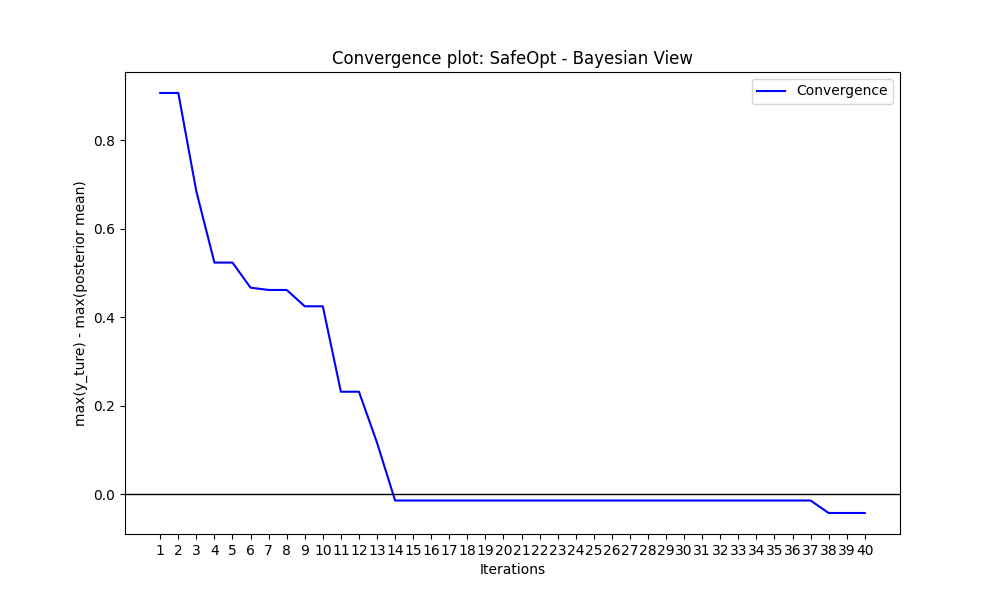 Convergence plot: SafeOpt - Bayesian View
Convergence
max(y_ture) - max(posterior mean)
0.8
0.6
0.4
0.2
0.0
1 2 3 4 5 6 7 8 9 10 11 12 13 14 15 16 17 18 19 20 21 22 23 24 25 26 27 28 29 30 31 32 33 34 35 36 37 38 39 40
Iterations